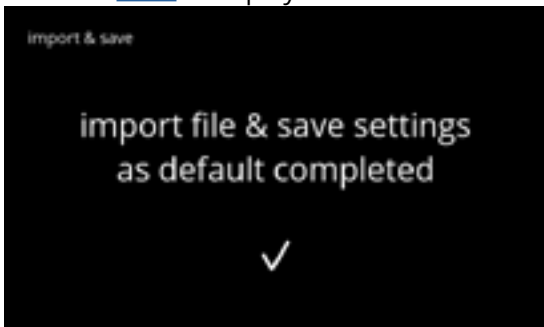 import & save
import file & save settings
as default completed